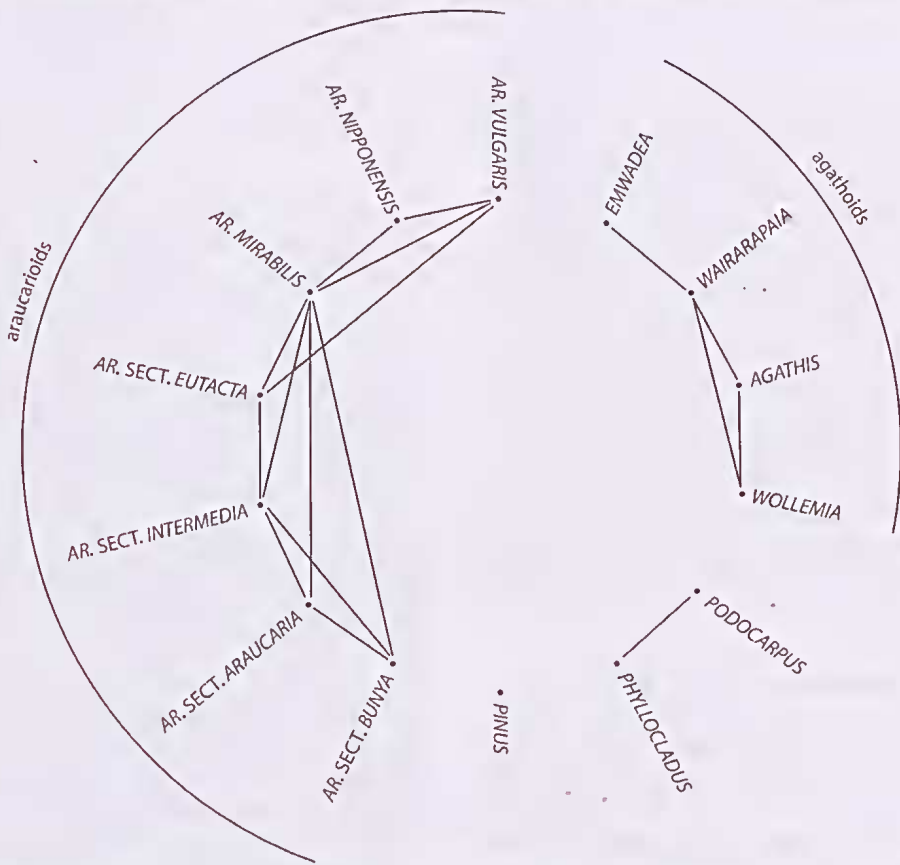 araucarioids
AR. VULGARIS
AR. NIPPONENSIS
AR. MIRABILIS
AR. SECT. EUTACTA
AR. SECT. INTERMEDIA
AR. SECT. ARAUCARIA
AR. SECT. BUNYA
PINUS
PHYLLOCLADUS
PODOCARPUS
WOLLEMIA
AGATHIS
WAIRARAPAIA
EMWADEA
agathoids